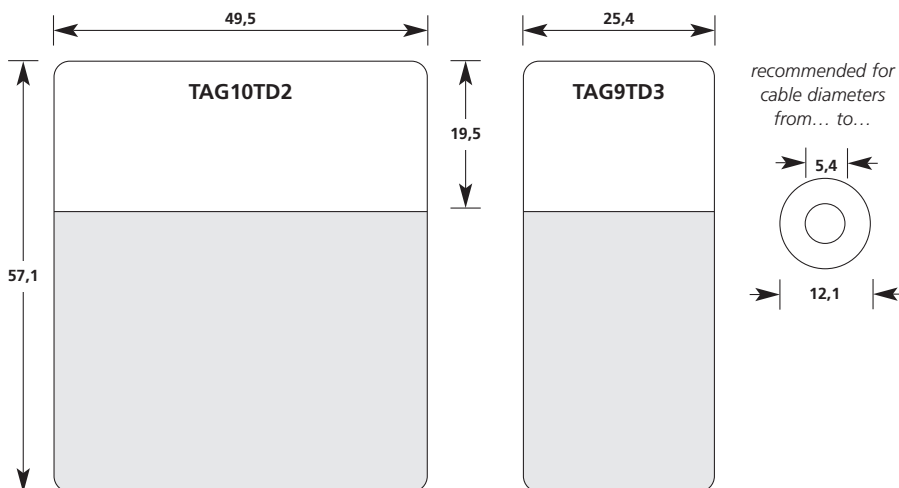 49,5
25,4
TAG10TD2
TAG9TD3
recommended for
cable diameters
from... to...
19,5
5,4
57,1
12,1